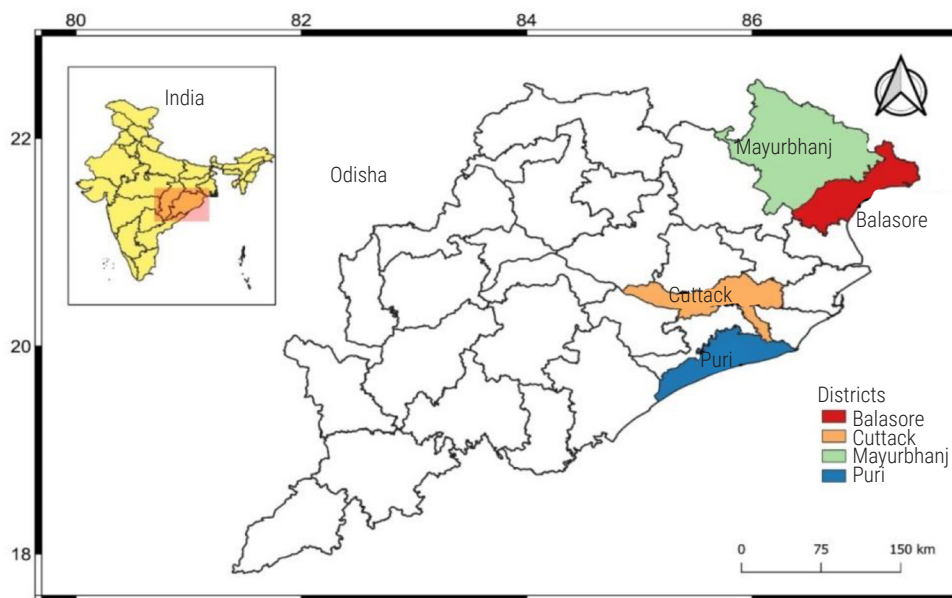 80 82 84 86
India
22
Mayurbhanj
Odisha
Balasore
Cuttack
20
Puri
Districts
Balasore
Cuttack
Mayurbhanj
Puri
18
0 75 150 km